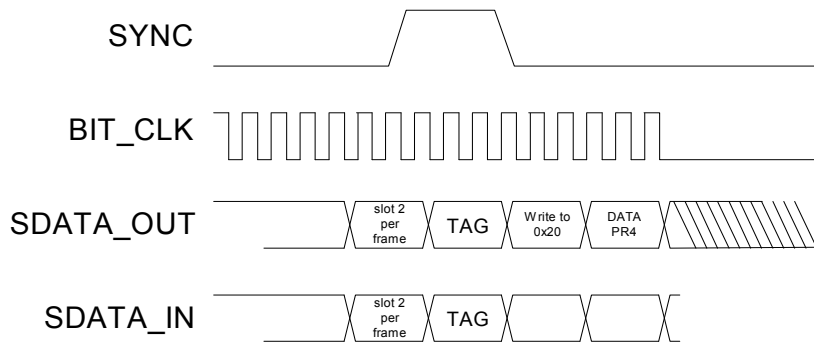 SYNC
BIT_CLK
SDATA_OUT
slot 2
per
frame
TAG
Write to
0x20
DATA
PR4
SDATA_IN
slot 2
per
frame
TAG